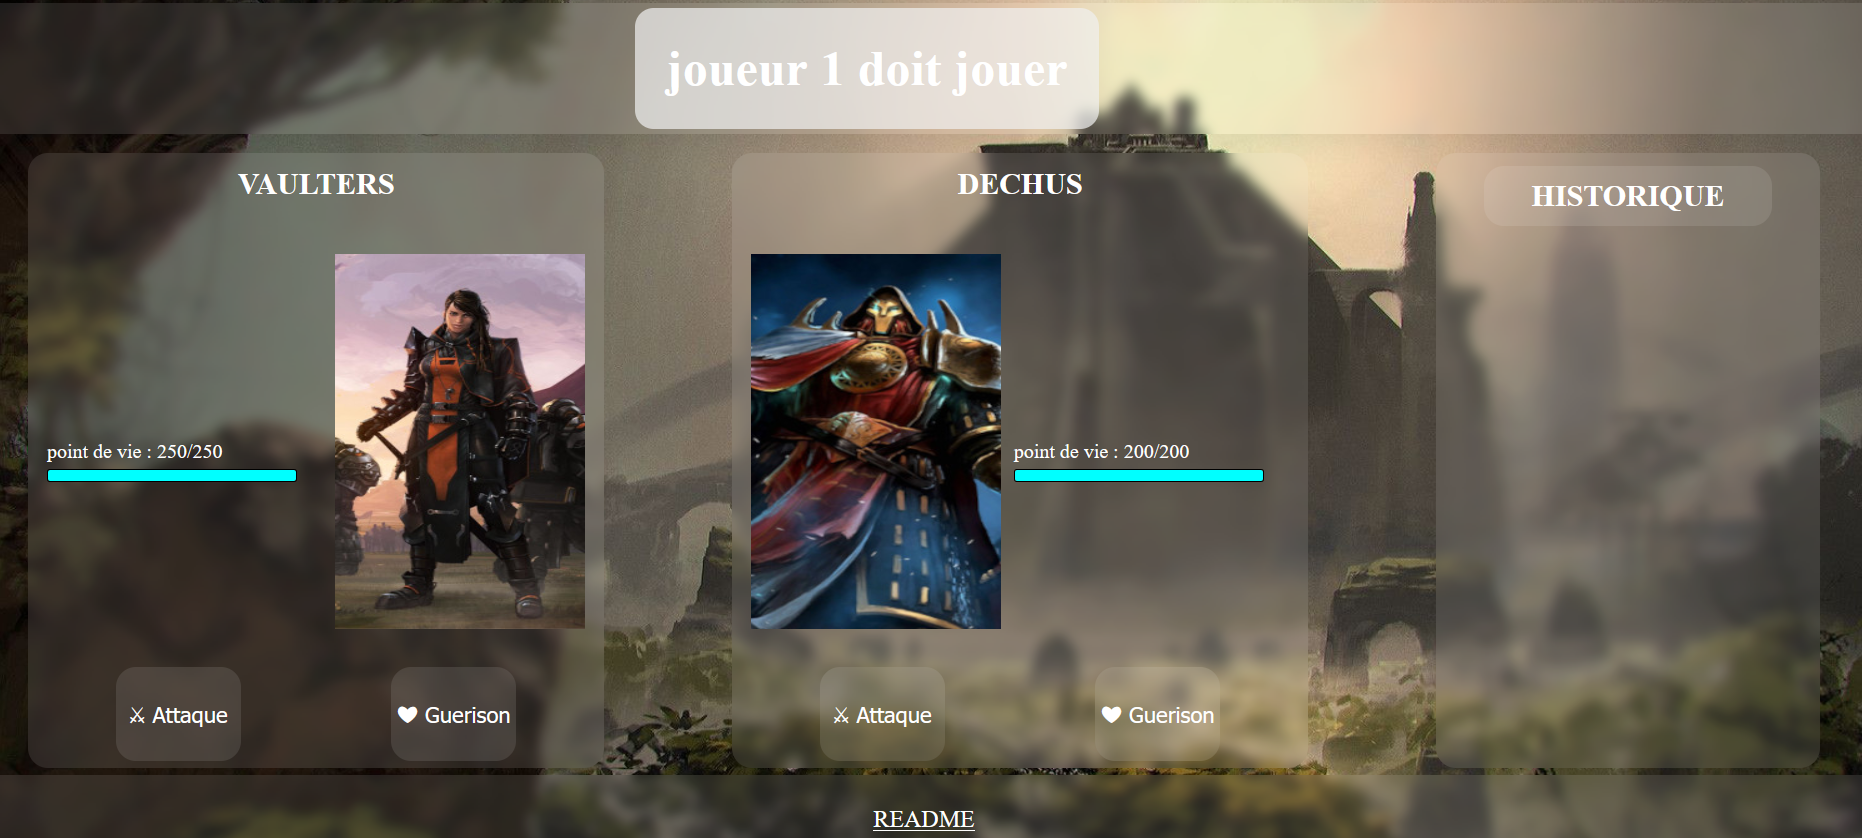 joueur 1 doit jouer
VAULTERS
point de vie : 250/250
⚔ Attaque
♥ Guerison
DECHUS
point de vie : 200/200
⚔ Attaque
♥ Guerison
HISTORIQUE
README